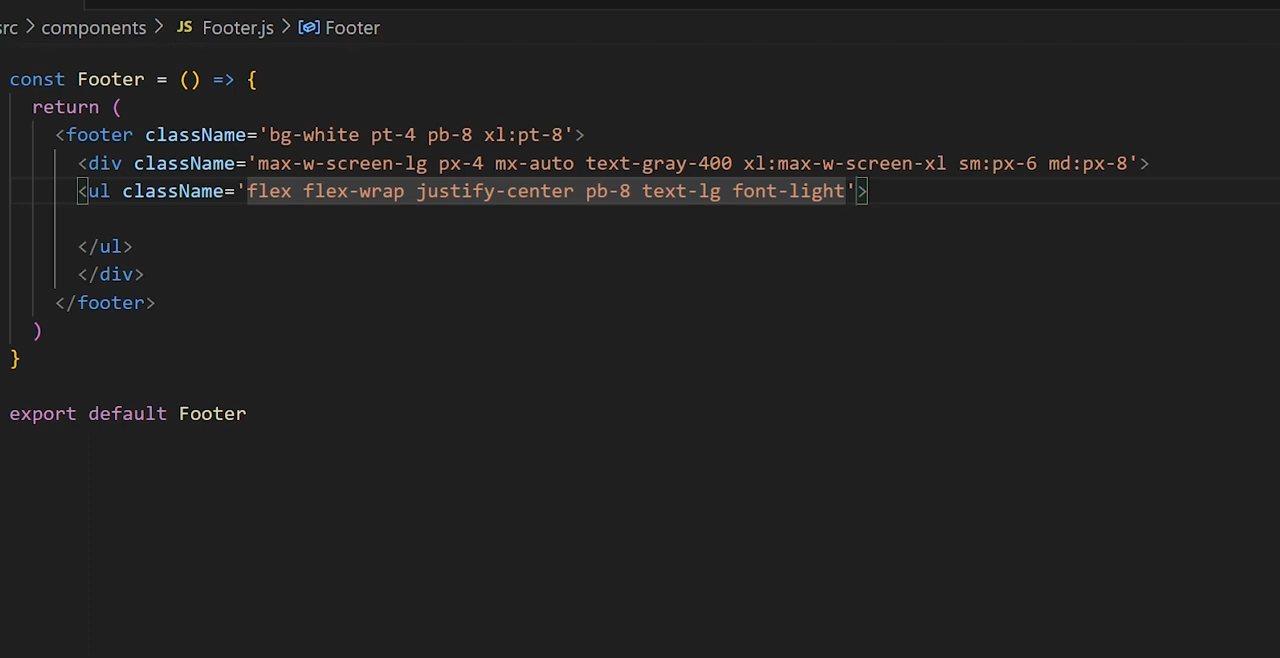 src > components > JS Footer.js > Footer
const Footer = () => {
return (
<footer className='bg-white pt-4 pb-8 xl:pt-8'>
<div className='max-w-screen-lg px-4 mx-auto text-gray-400 xl:max-w-screen-xl sm:px-6 md:px-8'>
<ul className='flex flex-wrap justify-center pb-8 text-lg font-light'>
</ul>
</div>
</footer>
)
}
export default Footer